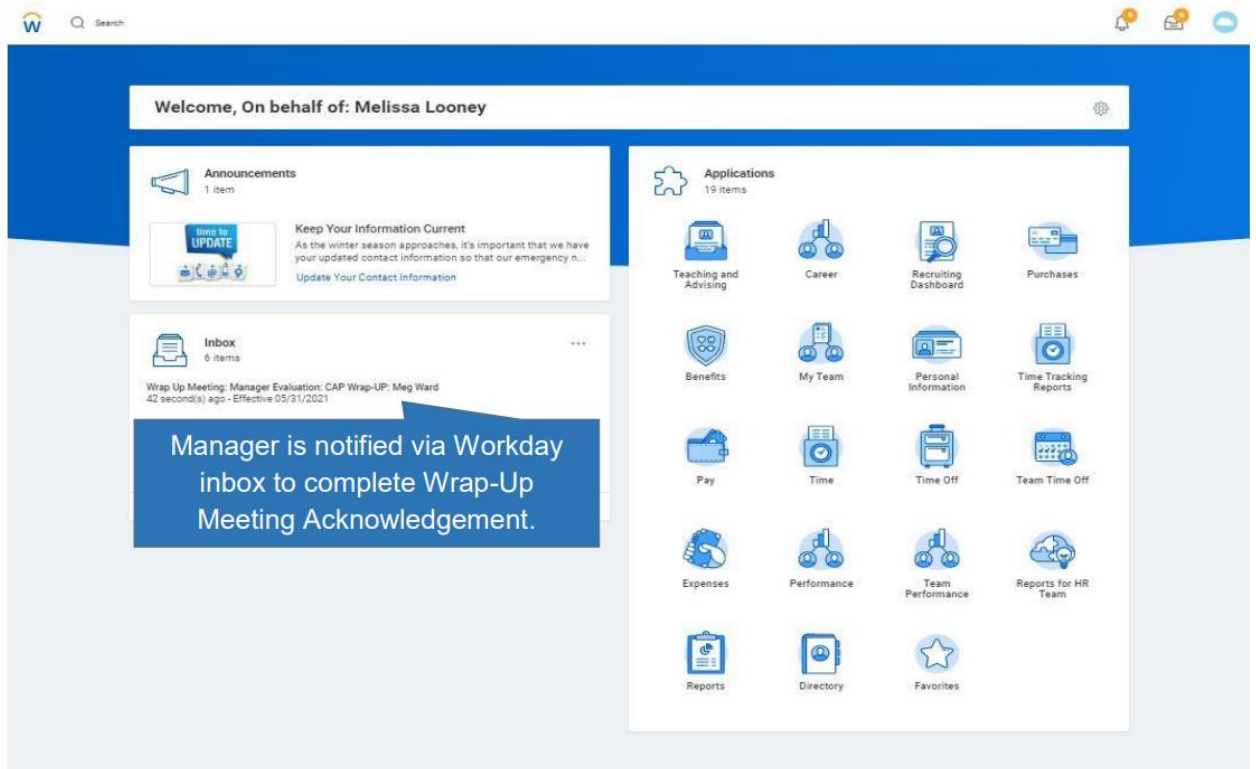 W
Search
6
Welcome, On behalf of: Melissa Looney
Announcements
1 item
time to
UPDATE
Keep Your Information Current
As the winter season approaches, it's important that we have
your updated contact information so that our emergency n...
Update Your Contact Information
Inbox
6 items
Wrap Up Meeting: Manager Evaluation: CAP Wrap-UP: Meg Ward
42 second(s) ago - Effective 05/31/2021
Manager is notified via Workday
inbox to complete Wrap-Up
Meeting Acknowledgement.
Applications
19 items
Teaching and
Advising
Career
Recruiting
Dashboard
Purchases
Benefits
My Team
Personal
Information
Time Tracking
Reports
Pay
Time
Time Off
Team Time Off
Expenses
Performance
Team
Performance
Reports for HR
Team
Reports
Directory
Favorites